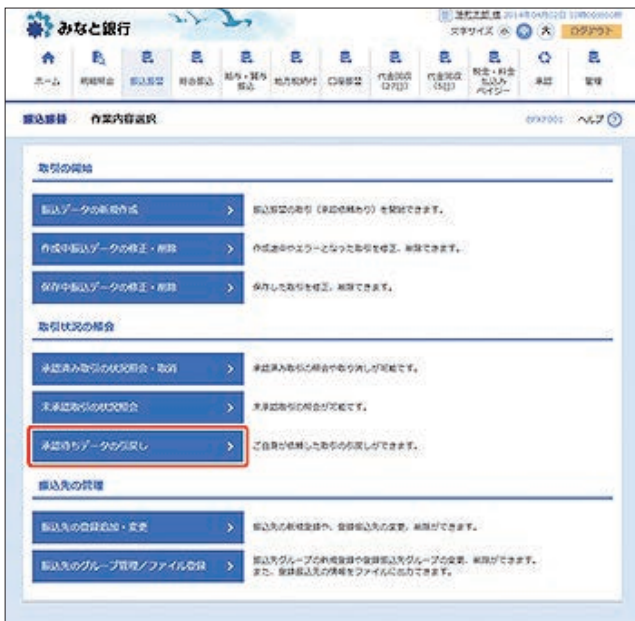 みなと銀行
文字サイズ 小 中 大 ログアウト
ホーム 明細照会 振込振替 総合振込 給与・賞与振込 地方税納付 口座振替 代金回収 代金回収 税金・料金払込み ペイジー 承認 管理
振込振替 作業内容選択 ヘルプ ?
取引の開始
振込データの新規作成 振込振替の取引（承認依頼あり）を開始できます。
作成中振込データの修正・削除 作成途中やエラーとなった取引を修正、削除できます。
保存中振込データの修正・削除 保存した取引を修正、削除できます。
取引状況の照会
承認済み取引の状況照会・取消 承認済み取引の照会や取り消しが可能です。
未承認取引の状況照会 未承認取引の照会が可能です。
承認待ちデータの引戻し ご自身が依頼した取引の引戻しができます。
振込先の管理
振込先の登録追加・変更 振込先の新規登録や、登録振込先の変更、削除ができます。
振込先のグループ管理/ファイル登録 振込先グループの新規登録や登録振込先グループの変更、削除ができます。
また、登録振込先の情報をファイルに出力できます。